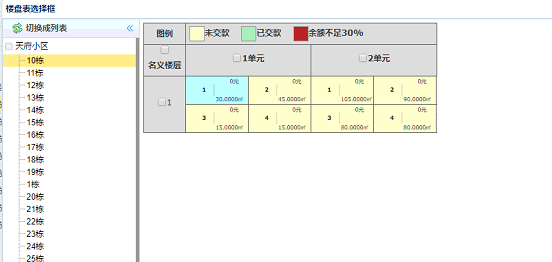 楼盘表选择框
切换成列表
天府小区
10栋
11栋
12栋
13栋
14栋
15栋
16栋
17栋
18栋
19栋
1栋
20栋
21栋
22栋
23栋
24栋
25栋
图例 未交款 已交款 余额不足30%
名义楼层 1单元 2单元
1
1 0元 30.0000㎡ 2 0元 45.0000㎡ 1 0元 105.0000㎡ 2 0元 90.0000㎡
3 0元 15.0000㎡ 4 0元 15.0000㎡ 3 0元 80.0000㎡ 4 0元 80.0000㎡